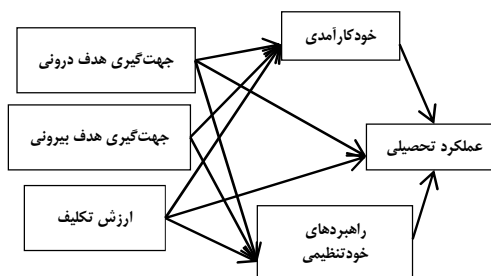 خودکارآمدی
جهت‌گیری هدف درونی
جهت‌گیری هدف بیرونی
عملکرد تحصیلی
ارزش تکلیف
راهبردهای
خودتنظیمی